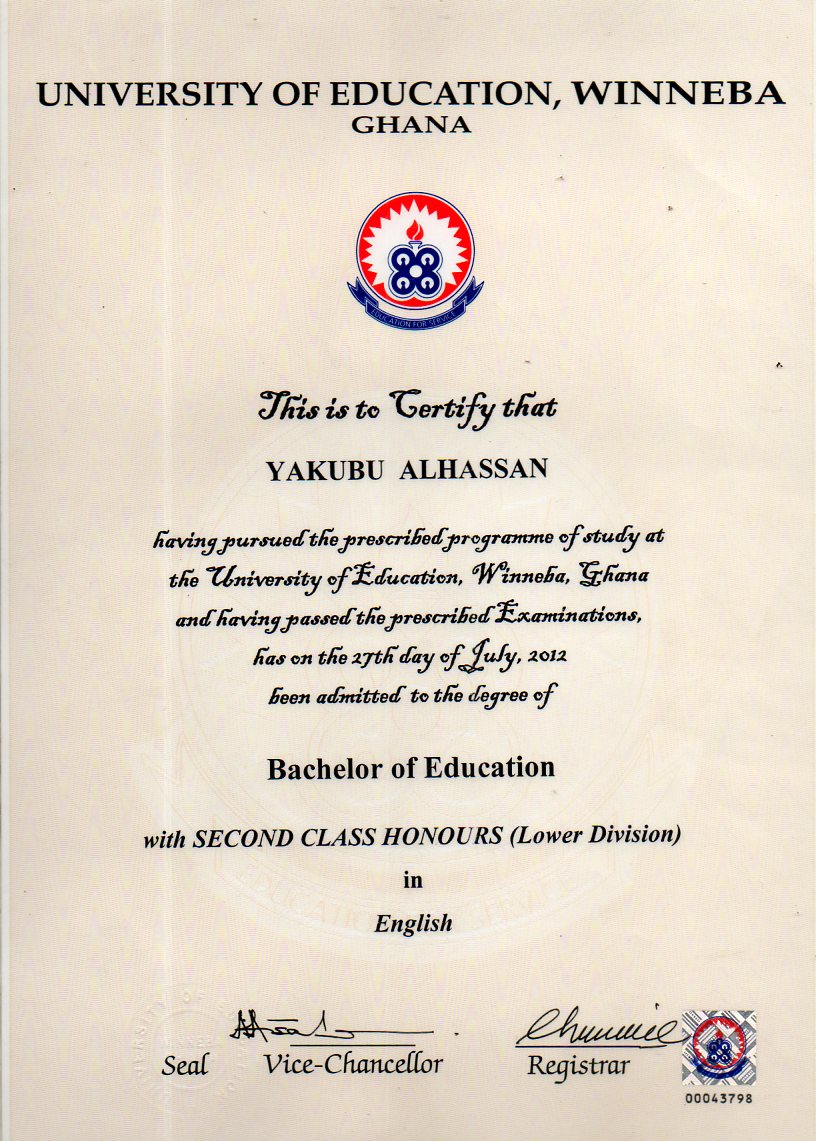 UNIVERSITY OF EDUCATION, WINNEBA
GHANA
EDUCATION FOR SERVICE
This is to Certify that
YAKUBU ALHASSAN
having pursued the prescribed programme of study at
the University of Education, Winneba, Ghana
and having passed the prescribed Examinations,
has on the 27th day of July, 2012
been admitted to the degree of
Bachelor of Education
with SECOND CLASS HONOURS (Lower Division)
in
English
Seal Vice-Chancellor Registrar
00043798